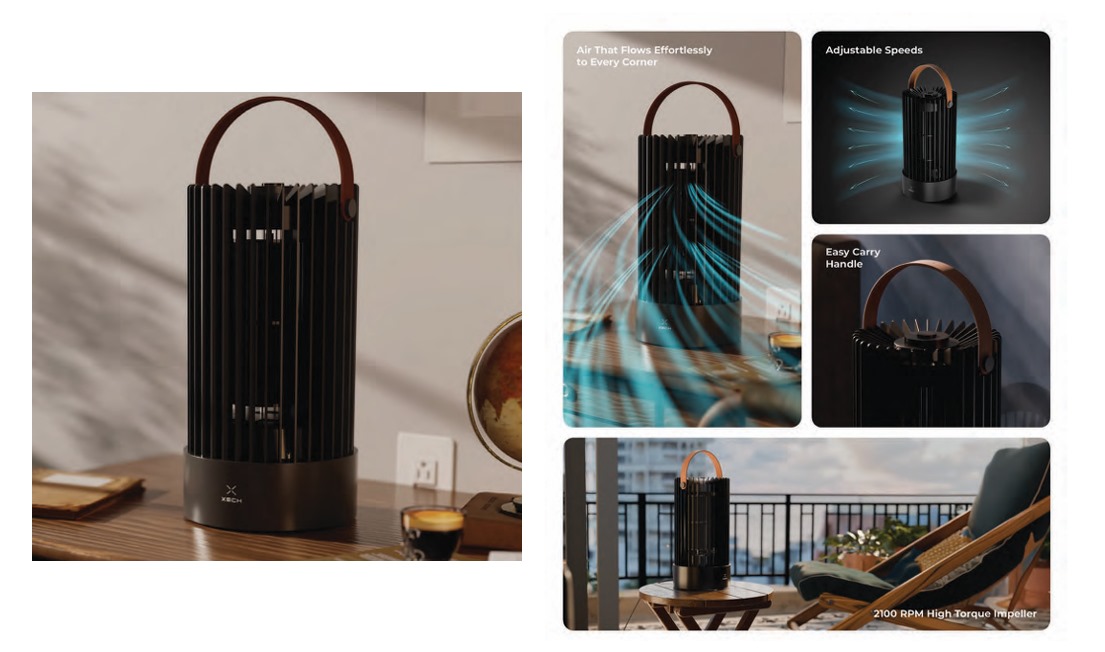 XECH
Air That Flows Effortlessly
to Every Corner
Adjustable Speeds
Easy Carry
Handle
2100 RPM High Torque Impeller